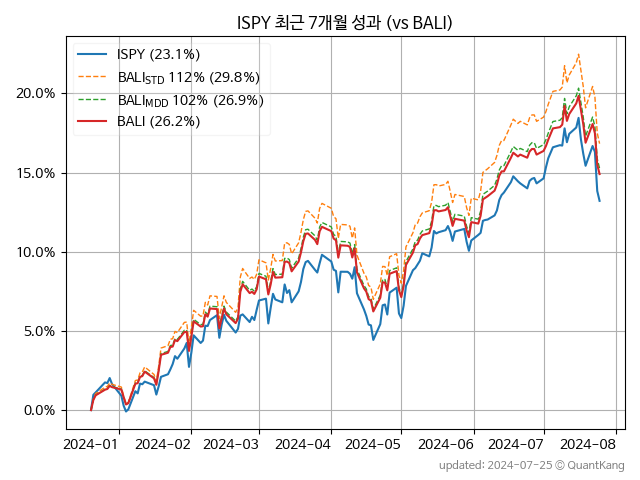 ISPY 최근 7개월 성과 (vs BALI)
ISPY (23.1%)
BALI_STD 112% (29.8%)
BALI_MDD 102% (26.9%)
BALI (26.2%)
20.0%
15.0%
10.0%
5.0%
0.0%
2024-01 2024-02 2024-03 2024-04 2024-05 2024-06 2024-07 2024-08
updated: 2024-07-25 © QuantKang